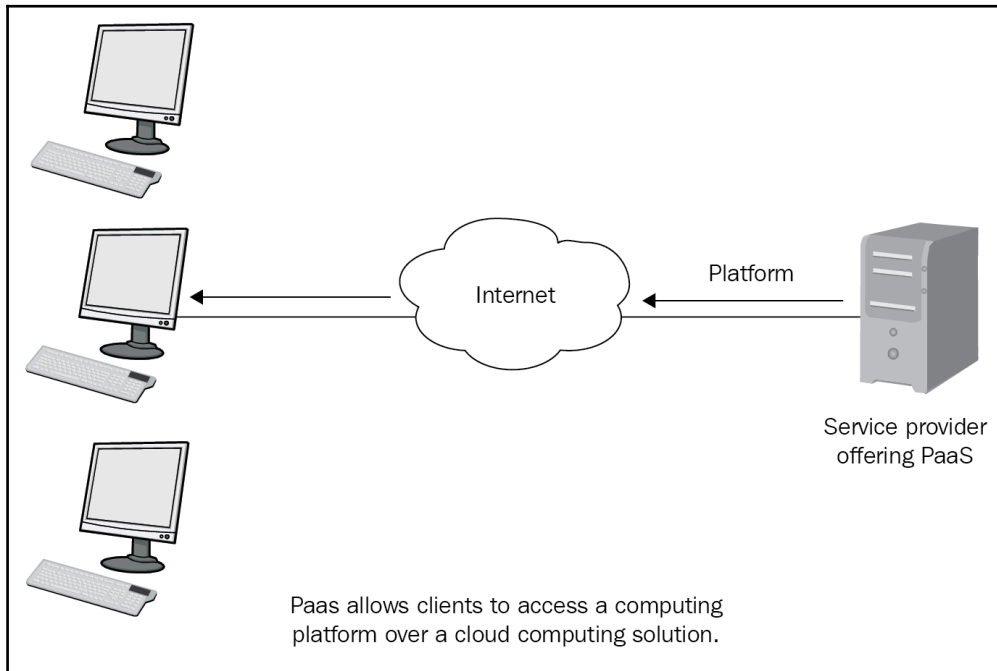 Internet
Platform
Service provider
offering PaaS
Paas allows clients to access a computing
platform over a cloud computing solution.